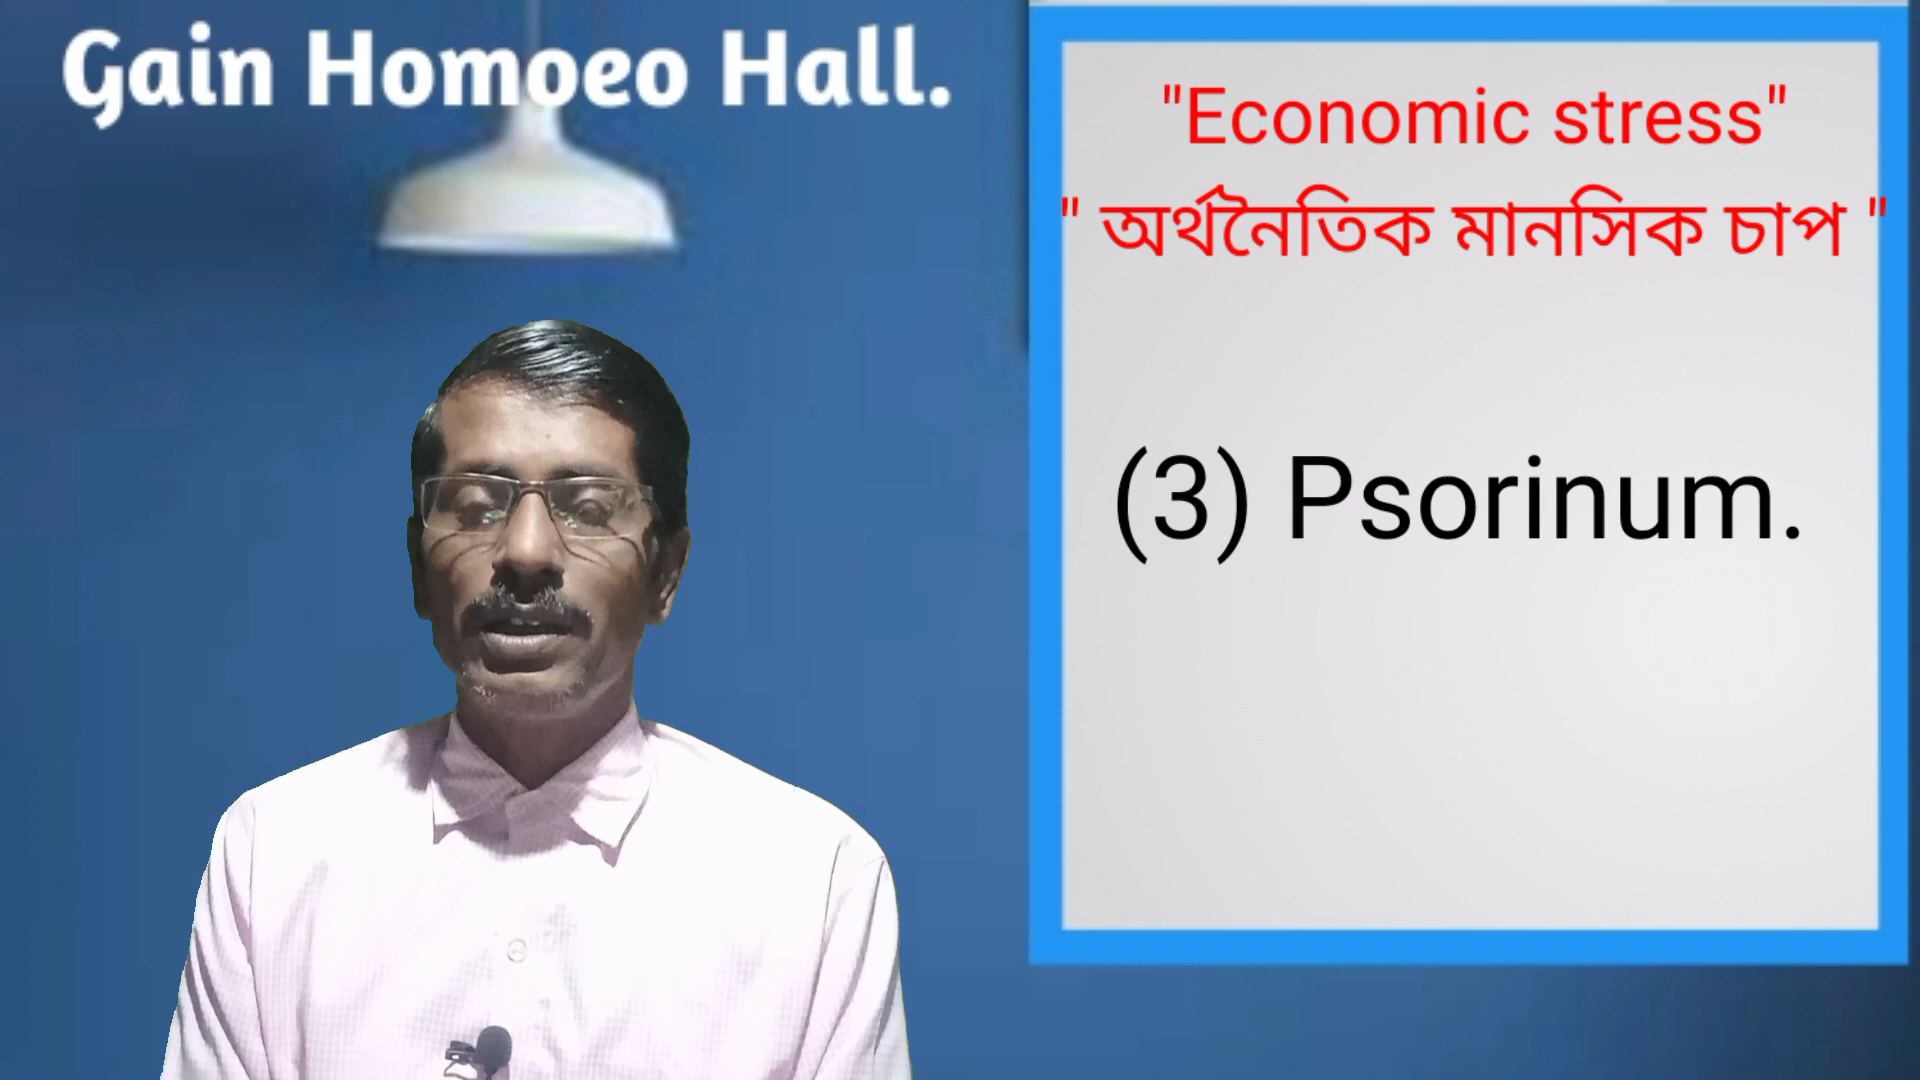 Gain Homoeo Hall.
"Economic stress"
" অর্থনৈতিক মানসিক চাপ "
(3) Psorinum.